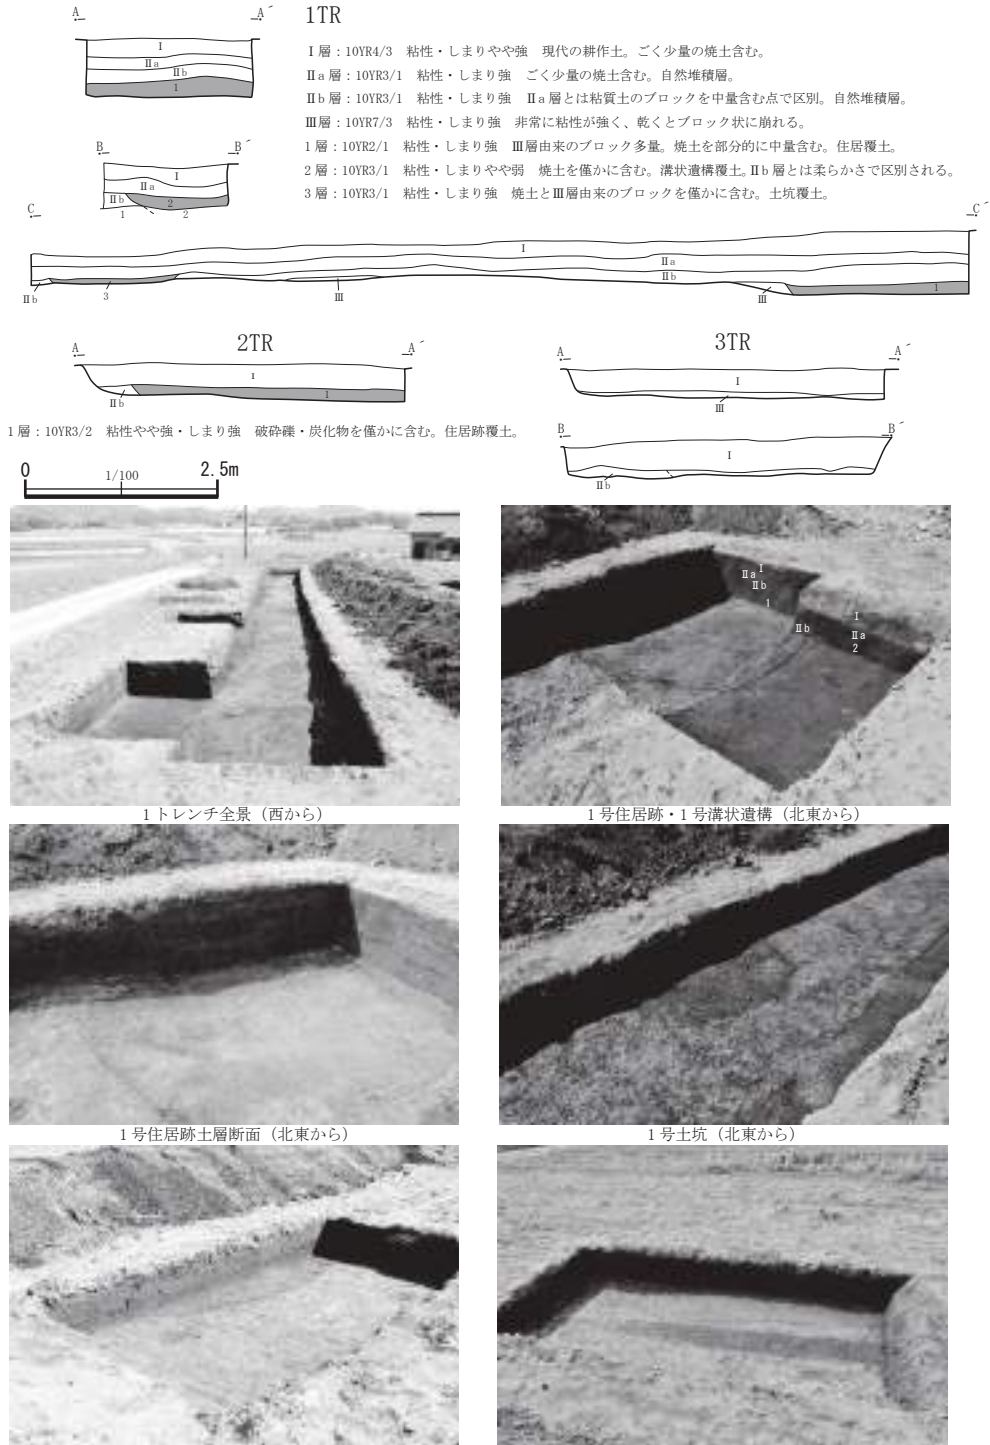 A A´ 1TR
Ⅰ
Ⅱa
Ⅱb
1
Ⅰ層：10YR4/3　粘性・しまりやや強　現代の耕作土。ごく少量の焼土含む。
Ⅱa層：10YR3/1　粘性・しまり強　ごく少量の焼土含む。自然堆積層。
Ⅱb層：10YR3/1　粘性・しまり強　Ⅱa層とは粘質土のブロックを中量含む点で区別。自然堆積層。
Ⅲ層：10YR7/3　粘性・しまり強　非常に粘性が強く、乾くとブロック状に崩れる。
1層：10YR2/1　粘性・しまり強　Ⅲ層由来のブロック多量。焼土を部分的に中量含む。住居覆土。
2層：10YR3/1　粘性・しまりやや弱　焼土を僅かに含む。溝状遺構覆土。Ⅱb層とは柔らかさで区別される。
3層：10YR3/1　粘性・しまり強　焼土とⅢ層由来のブロックを僅かに含む。土坑覆土。
B B´
Ⅰ
Ⅱa
Ⅱb 2
1 2
C C´
Ⅰ
Ⅱa
Ⅱb
1
Ⅱb 3 Ⅲ Ⅲ
2TR
A A´
Ⅰ
1
Ⅱb
3TR
A A´
Ⅰ
Ⅲ
1層：10YR3/2　粘性やや強・しまり強　破砕礫・炭化物を僅かに含む。住居跡覆土。
B B´
Ⅰ
Ⅱb
0 1/100 2.5m
Ⅰ
Ⅱa
Ⅱb
1
Ⅱb
Ⅰ
Ⅱa
2
1トレンチ全景（西から）
1号住居跡・1号溝状遺構（北東から）
1号住居跡土層断面（北東から）
1号土坑（北東から）